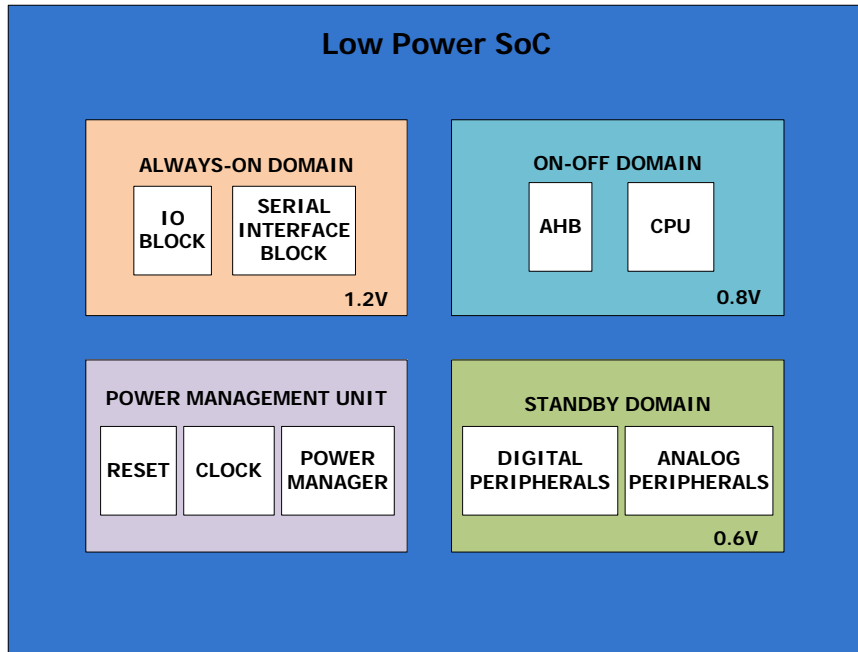 Low Power SoC
ALWAYS-ON DOMAIN
IO
BLOCK
SERIAL
INTERFACE
BLOCK
1.2V
ON-OFF DOMAIN
AHB
CPU
0.8V
POWER MANAGEMENT UNIT
RESET
CLOCK
POWER
MANAGER
STANDBY DOMAIN
DIGITAL
PERIPHERALS
ANALOG
PERIPHERALS
0.6V